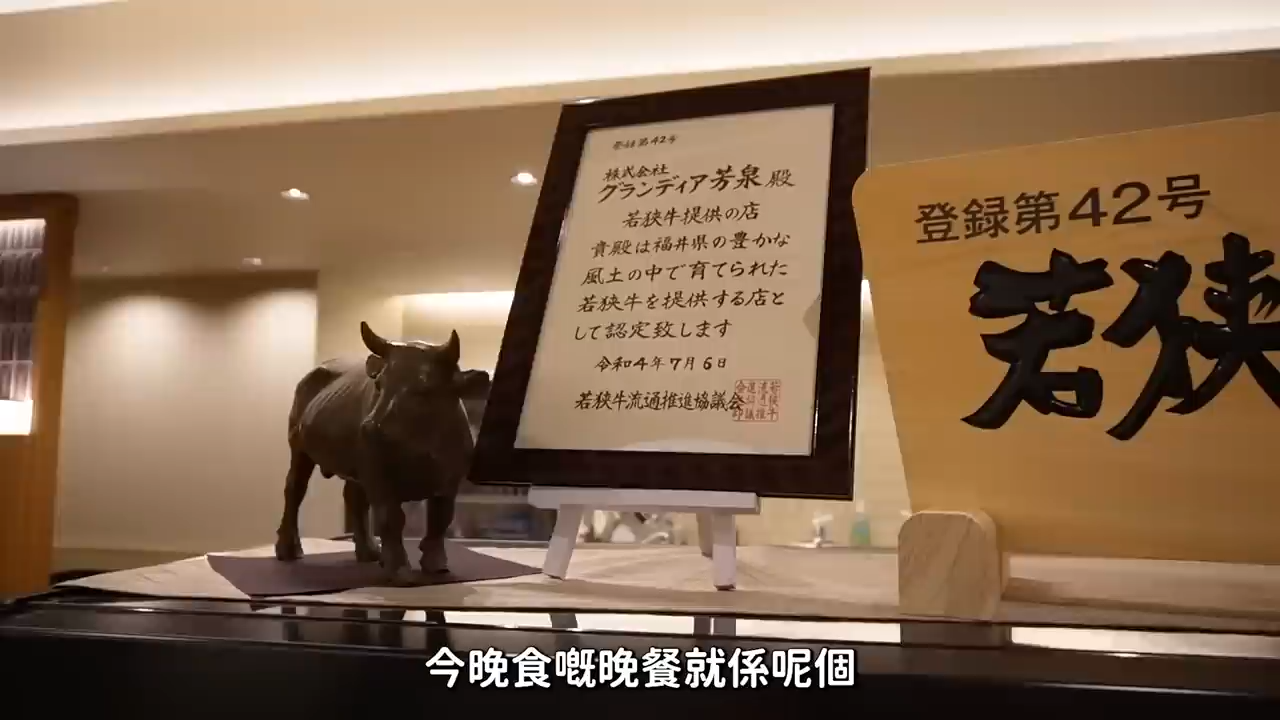 登録第42号
株式会社
グランディア芳泉殿
若狭牛提供の店
貴殿は福井県の豊かな
風土の中で育てられた
若狭牛を提供する店と
して認定致します
令和4年7月6日
若狭牛流通推進協議会
登録第42号
若狭
今晚食嘅晚餐就係呢個